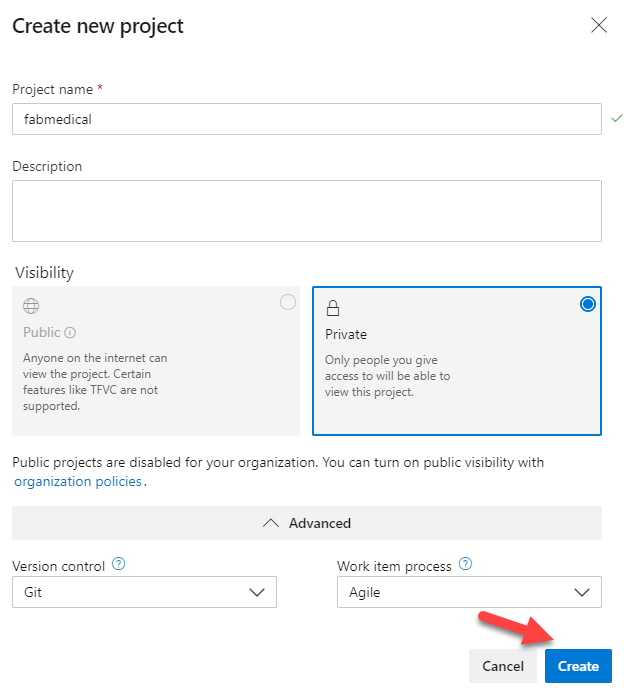 Create new project
Project name *
fabmedical
Description
Visibility
Public
Anyone on the internet can
view the project. Certain
features like TFVC are not
supported.
Private
Only people you give
access to will be able to
view this project.
Public projects are disabled for your organization. You can turn on public visibility with
organization policies.
Advanced
Version control ?
Git
Work item process ?
Agile
Cancel
Create